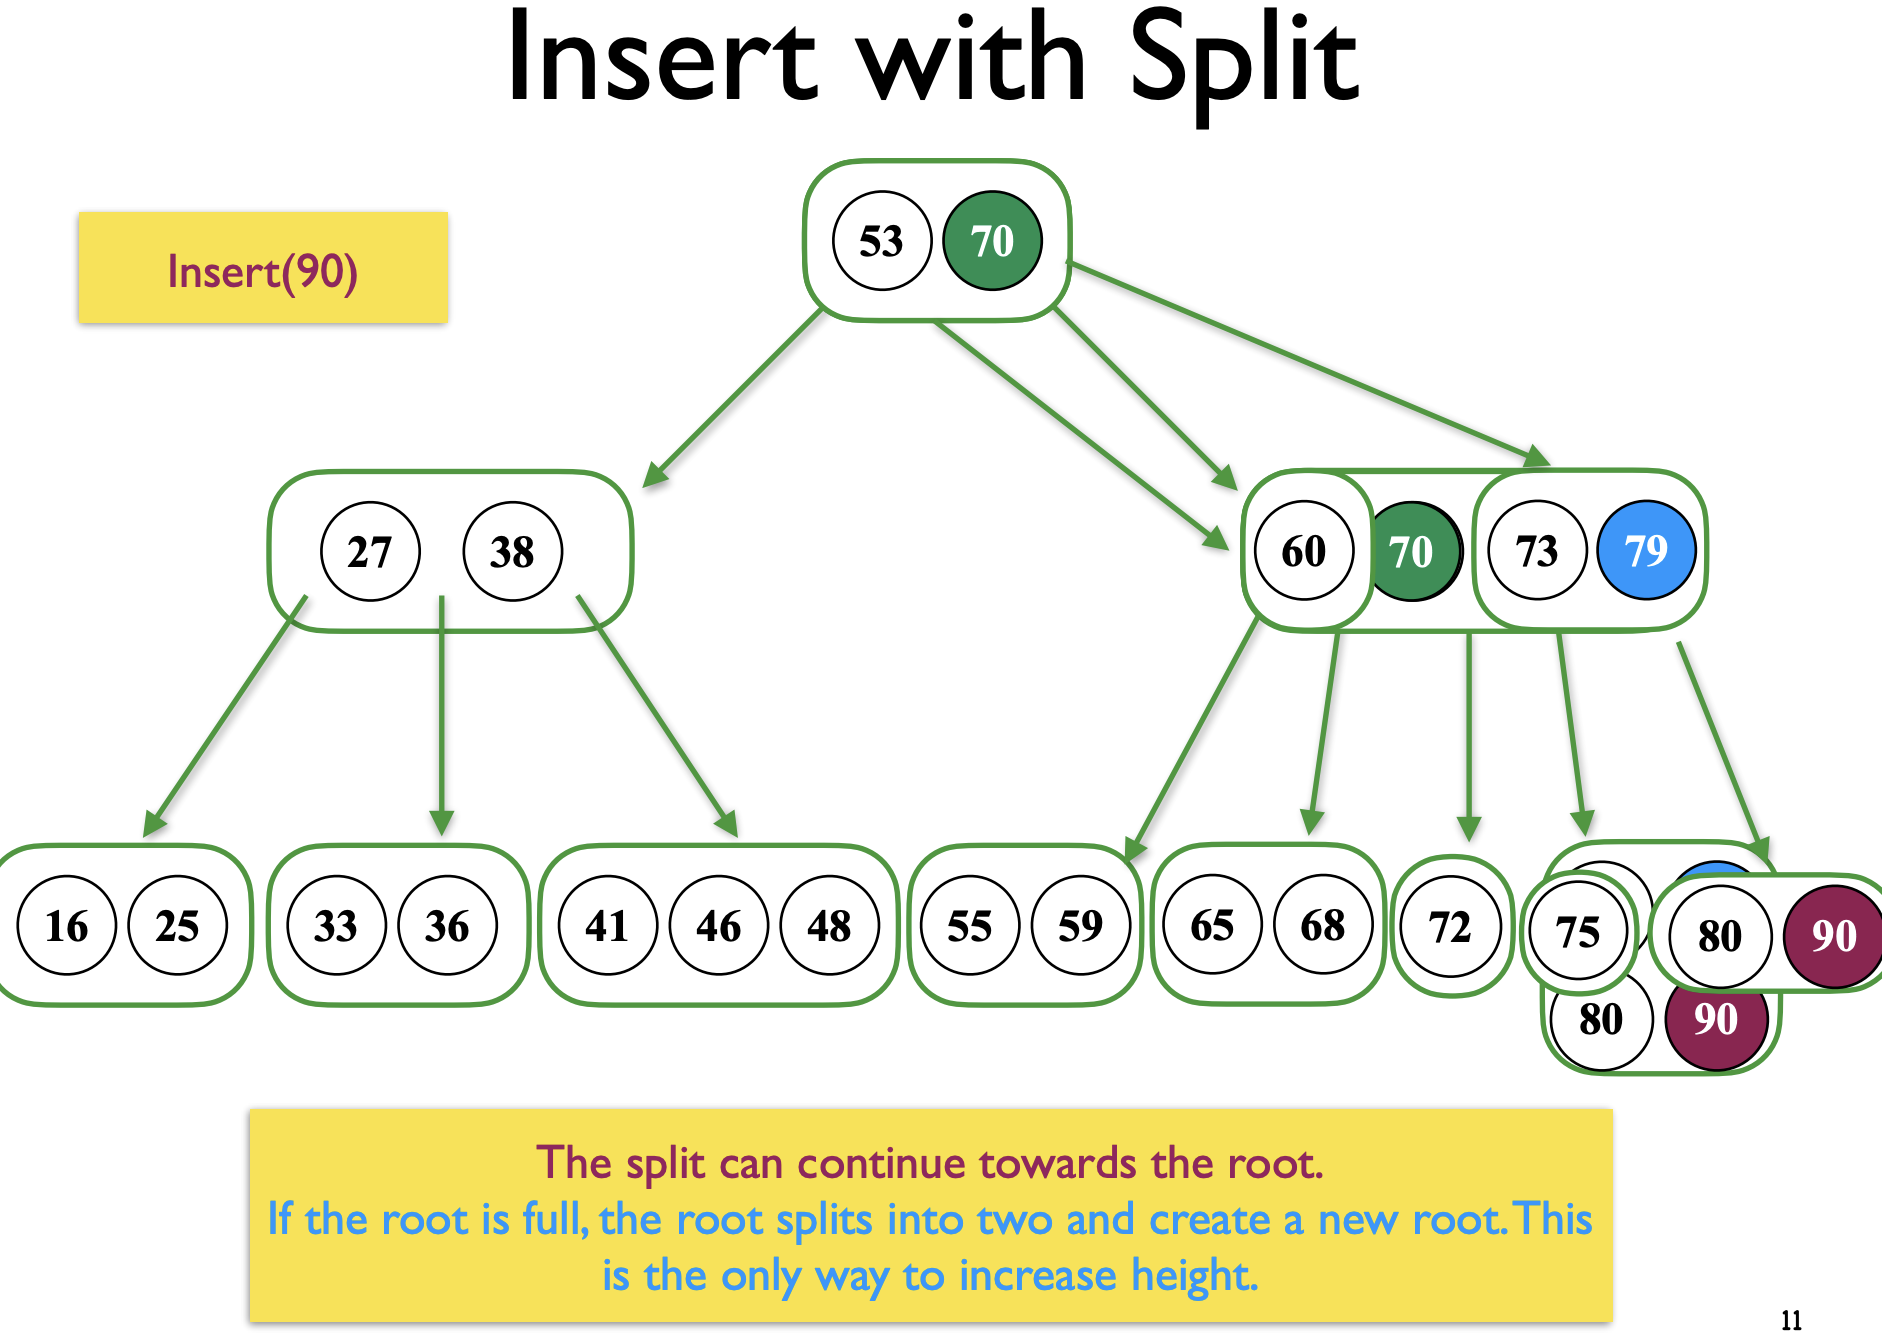 Insert with Split
Insert(90)
53 70
27 38
60 70 73 79
16 25 33 36 41 46 48 55 59 65 68 72 75 80 90
80 90
The split can continue towards the root.
If the root is full, the root splits into two and create a new root. This
is the only way to increase height.
11